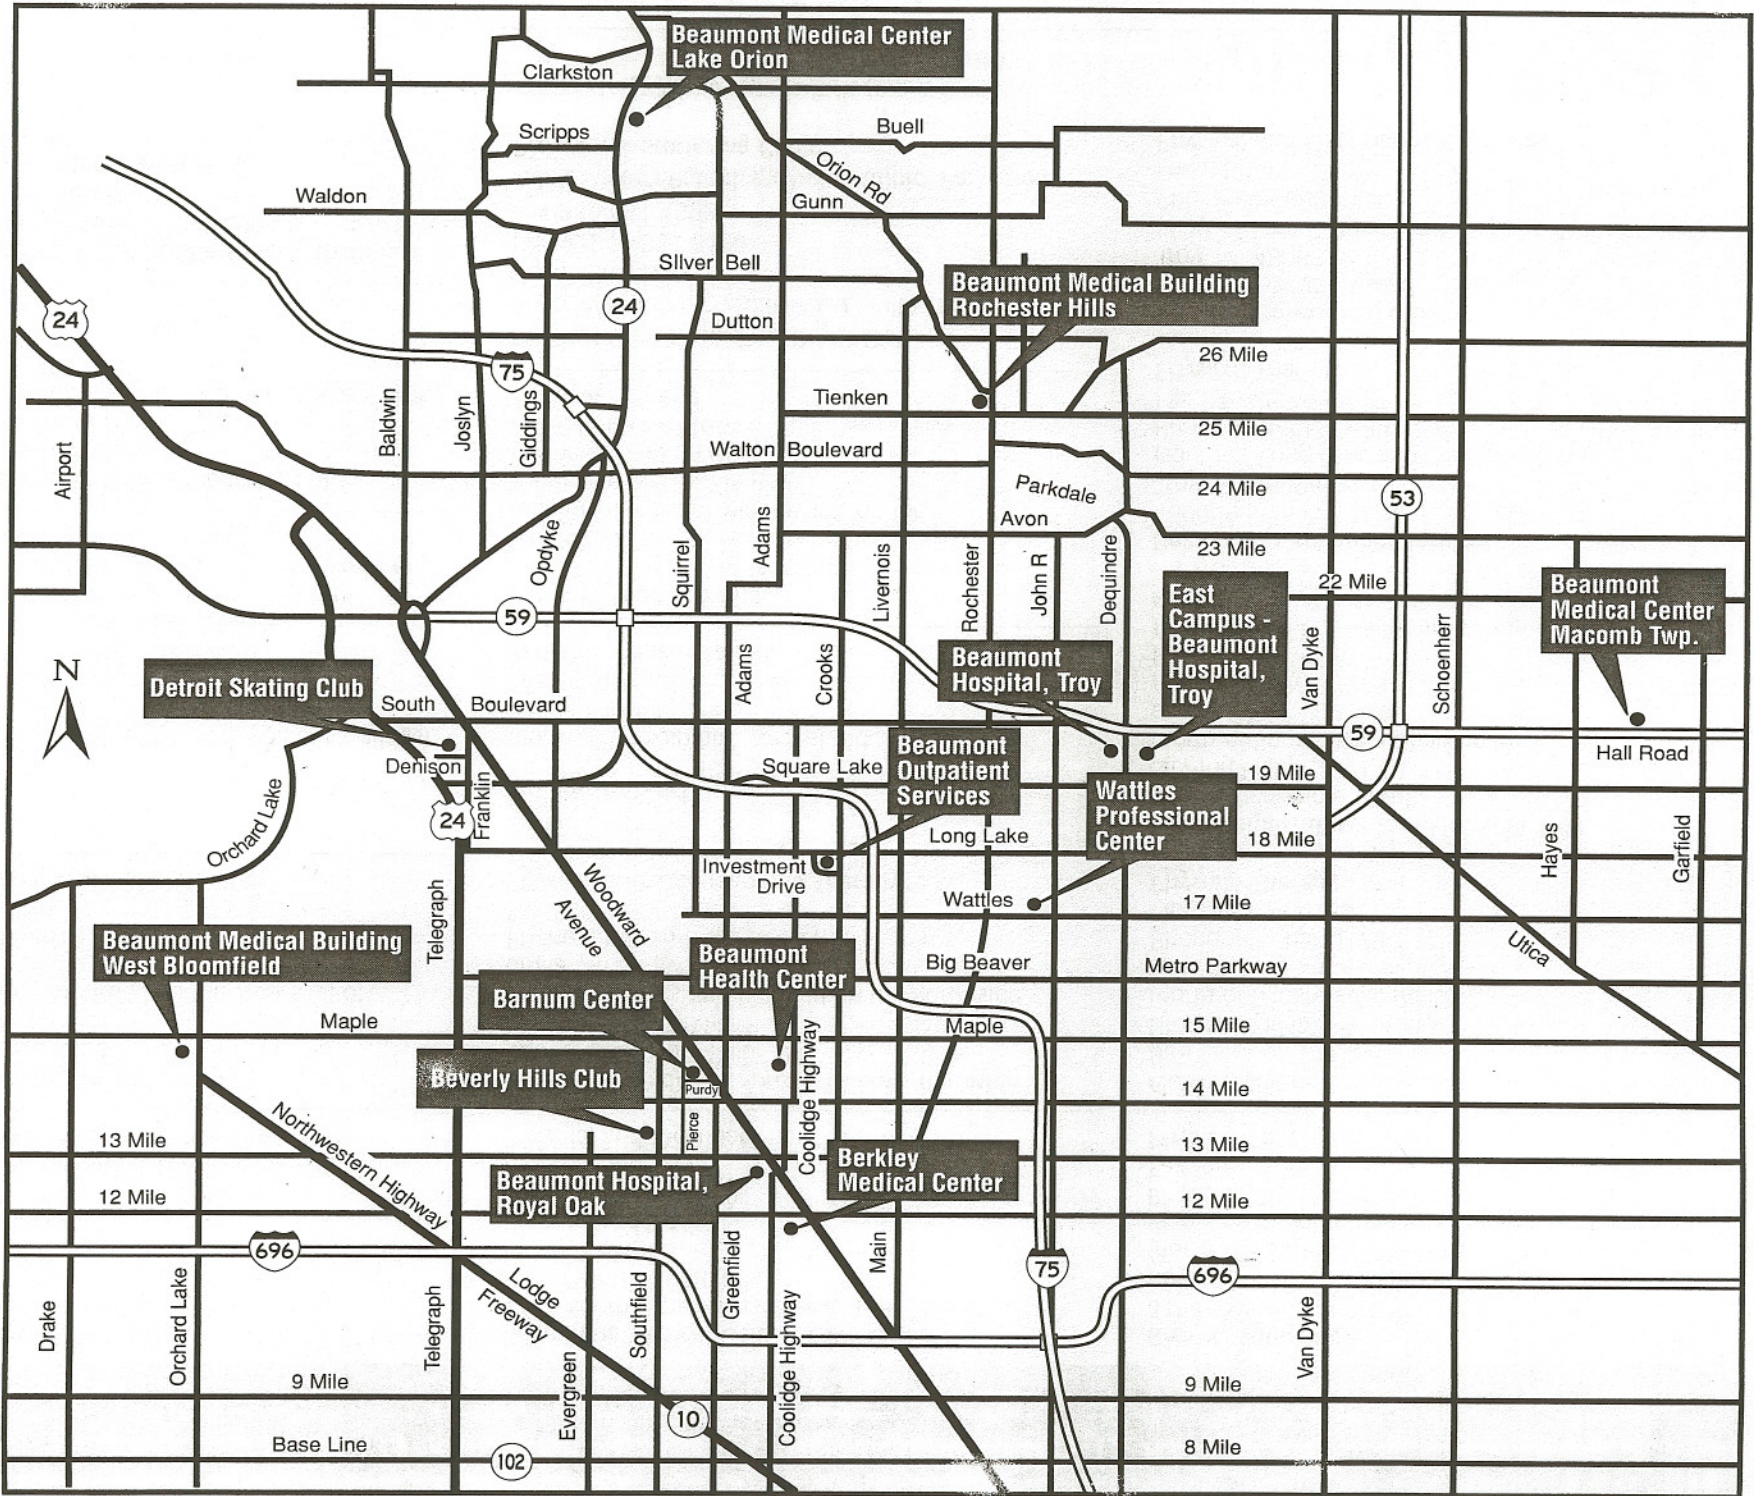 Beaumont Medical Center
Lake Orion
Clarkston
Scripps
Buell
Orion Rd
Waldon
Gunn
SIlver Bell
Beaumont Medical Building
Rochester Hills
24
24
Dutton
26 Mile
75
Tienken
25 Mile
Baldwin
Joslyn
Giddings
Airport
Walton Boulevard
24 Mile
Parkdale
53
Avon
23 Mile
Opdyke
Squirrel
Adams
Livernois
Rochester
John R
Dequindre
22 Mile
East
Campus -
Beaumont
Hospital,
Troy
Beaumont
Medical Center
Macomb Twp.
59
N
Detroit Skating Club
South Boulevard
Adams
Crooks
Beaumont
Hospital, Troy
Van Dyke
Schoenherr
59
Hall Road
Denison
Franklin
24
Orchard Lake
Square Lake
Beaumont
Outpatient
Services
19 Mile
Wattles
Professional
Center
Long Lake
18 Mile
Hayes
Garfield
Investment
Drive
Woodward
Avenue
Wattles
17 Mile
Telegraph
Beaumont Medical Building
West Bloomfield
Beaumont
Health Center
Big Beaver
Metro Parkway
Utica
Barnum Center
Maple
Maple
15 Mile
Beverly Hills Club
Purdy
Pierce
Coolidge Highway
14 Mile
Northwestern Highway
13 Mile
13 Mile
Beaumont Hospital,
Royal Oak
Berkley
Medical Center
12 Mile
12 Mile
696
75
696
Drake
Orchard Lake
Telegraph
Lodge
Freeway
Evergreen
Southfield
Greenfield
Coolidge Highway
Main
Van Dyke
9 Mile
9 Mile
10
Base Line
102
8 Mile